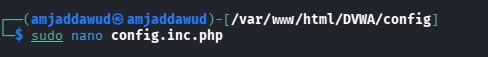 ┌──(amjaddawud㉿amjaddawud)-[/var/www/html/DVWA/config]
└─$ sudo nano config.inc.php